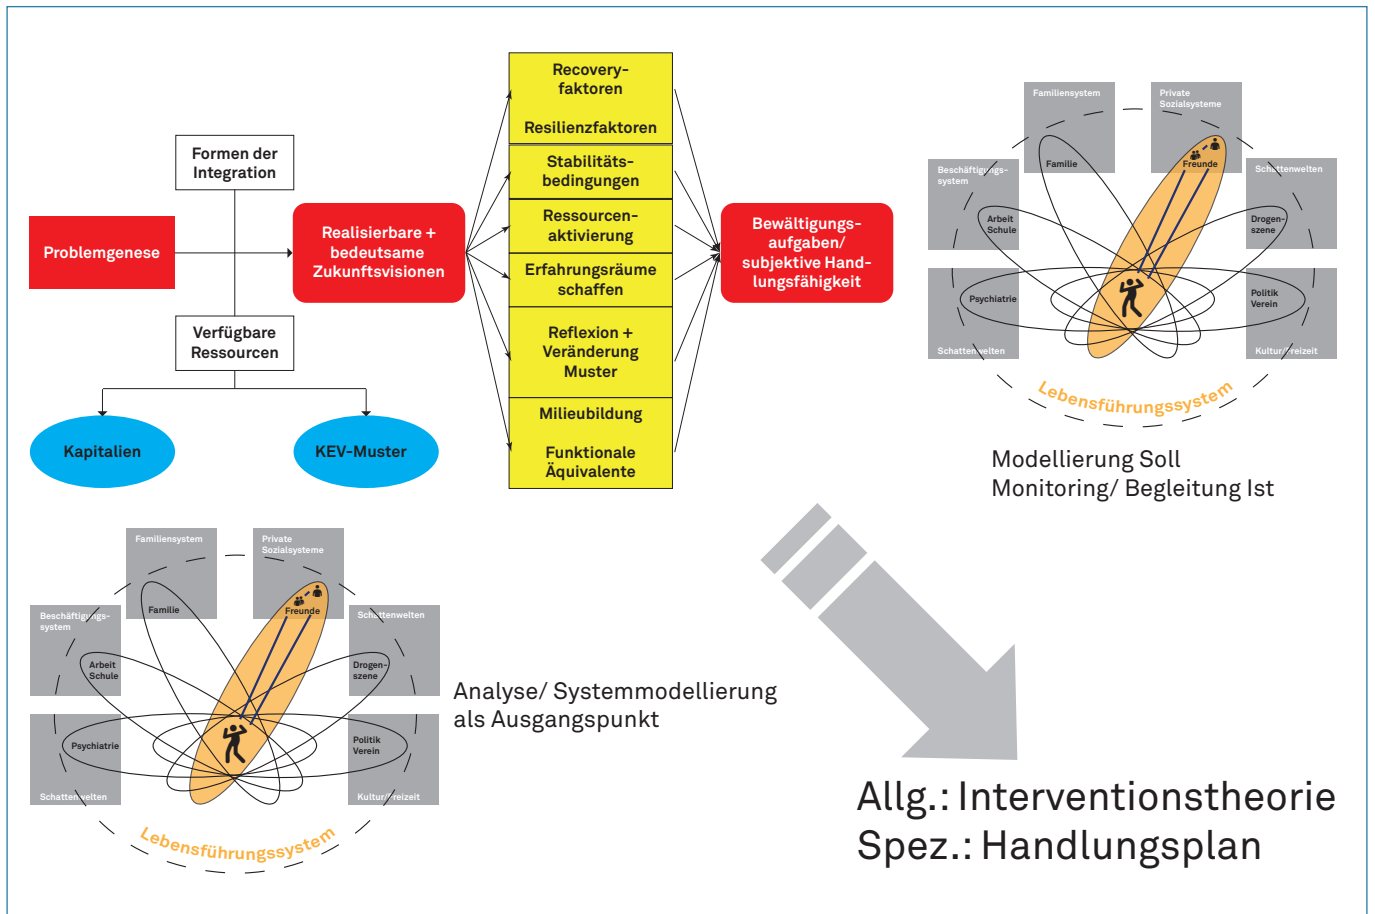 Formen der
Integration
Problemgenese
Verfügbare
Ressourcen
Kapitalien
KEV-Muster
Realisierbare +
bedeutsame
Zukunftsvisionen
Recovery-
faktoren
Resilienzfaktoren
Stabilitäts-
bedingungen
Ressourcen-
aktivierung
Erfahrungsräume
schaffen
Reflexion +
Veränderung
Muster
Milieubildung
Funktionale
Äquivalente
Bewältigungs-
aufgaben/
subjektive Hand-
lungsfähigkeit
Familiensystem
Private
Sozialsysteme
Familie
Freunde
Beschäftigungs-
system
Schattenwelten
Arbeit
Schule
Drogen-
szene
Psychiatrie
Politik
Verein
Schattenwelten
Kultur/Freizeit
Lebensführungssystem
Modellierung Soll
Monitoring/ Begleitung Ist
Familiensystem
Private
Sozialsysteme
Familie
Freunde
Beschäftigungs-
system
Schattenwelten
Arbeit
Schule
Drogen-
szene
Psychiatrie
Politik
Verein
Schattenwelten
Kultur/Freizeit
Lebensführungssystem
Analyse/ Systemmodellierung
als Ausgangspunkt
Allg.: Interventionstheorie
Spez.: Handlungsplan